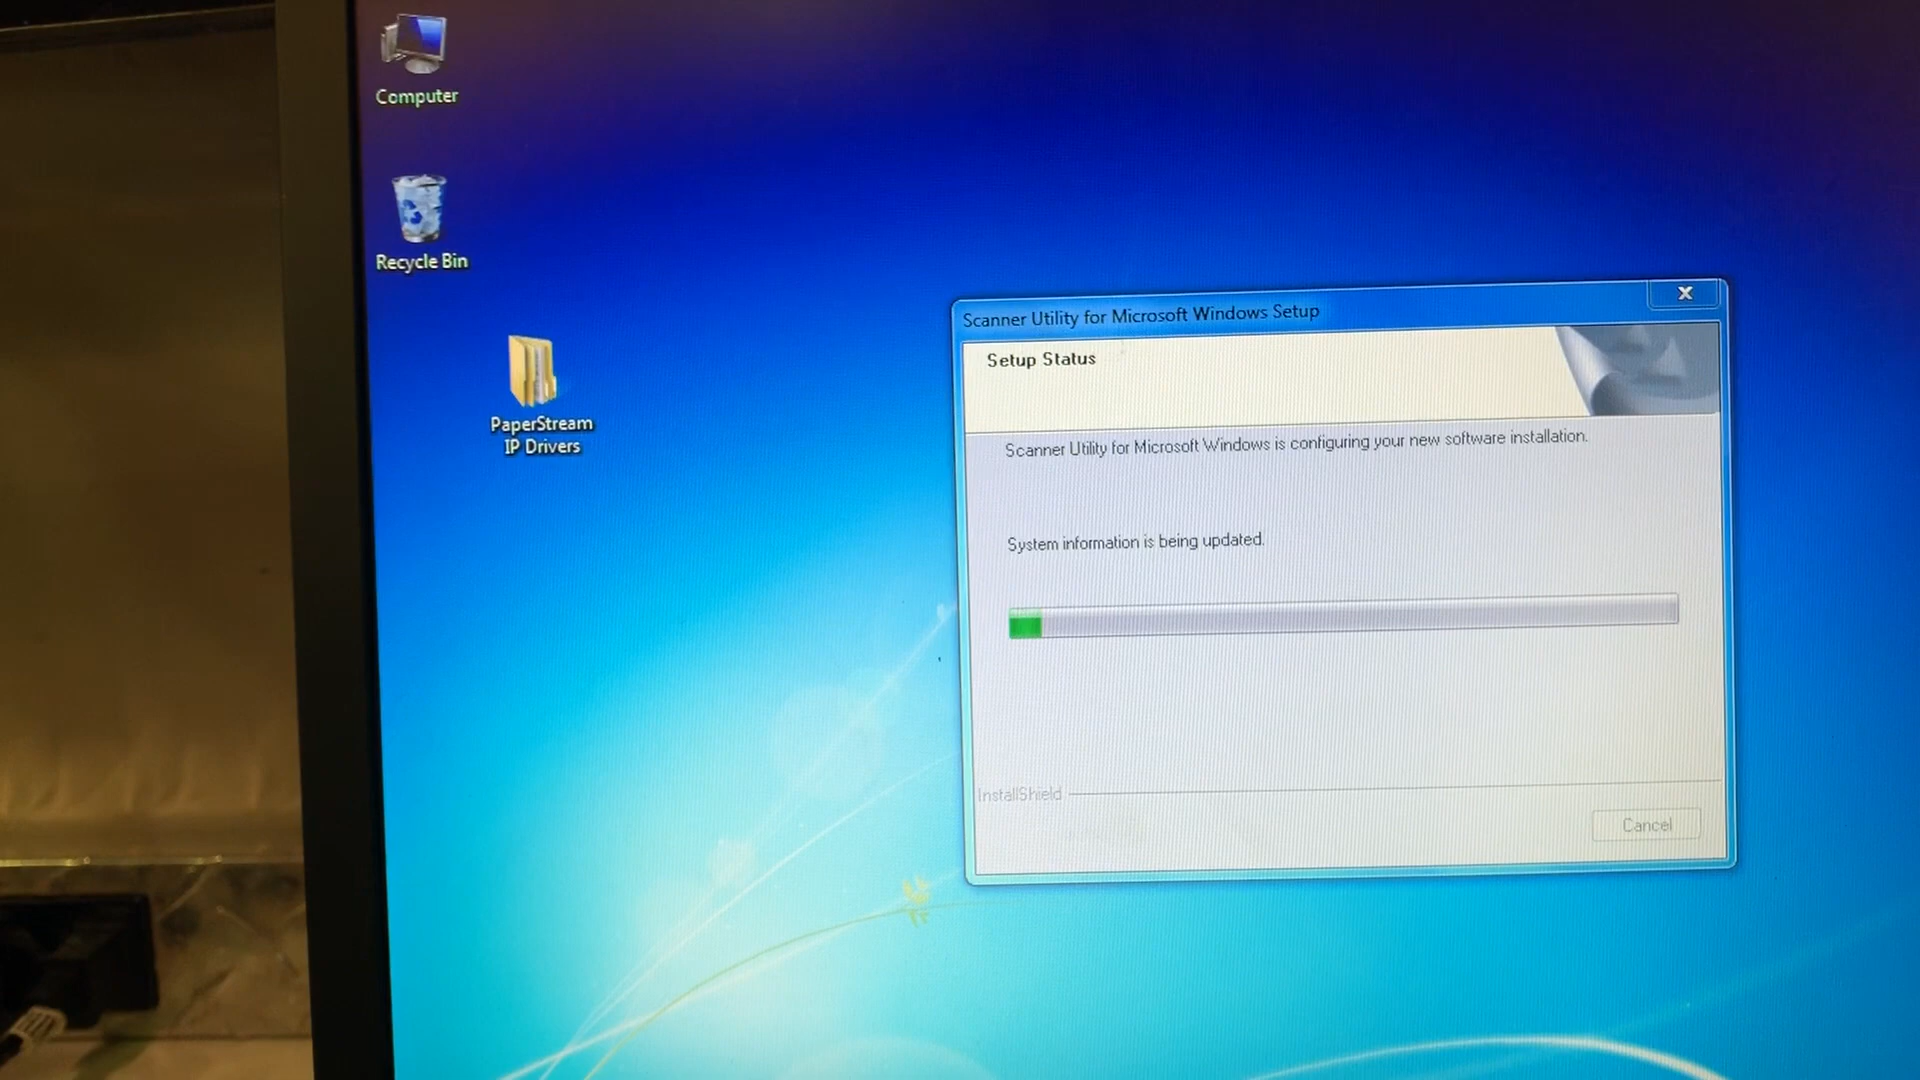 Computer
Recycle Bin
PaperStream
IP Drivers
Scanner Utility for Microsoft Windows Setup
Setup Status
Scanner Utility for Microsoft Windows is configuring your new software installation.
System information is being updated.
InstallShield
Cancel